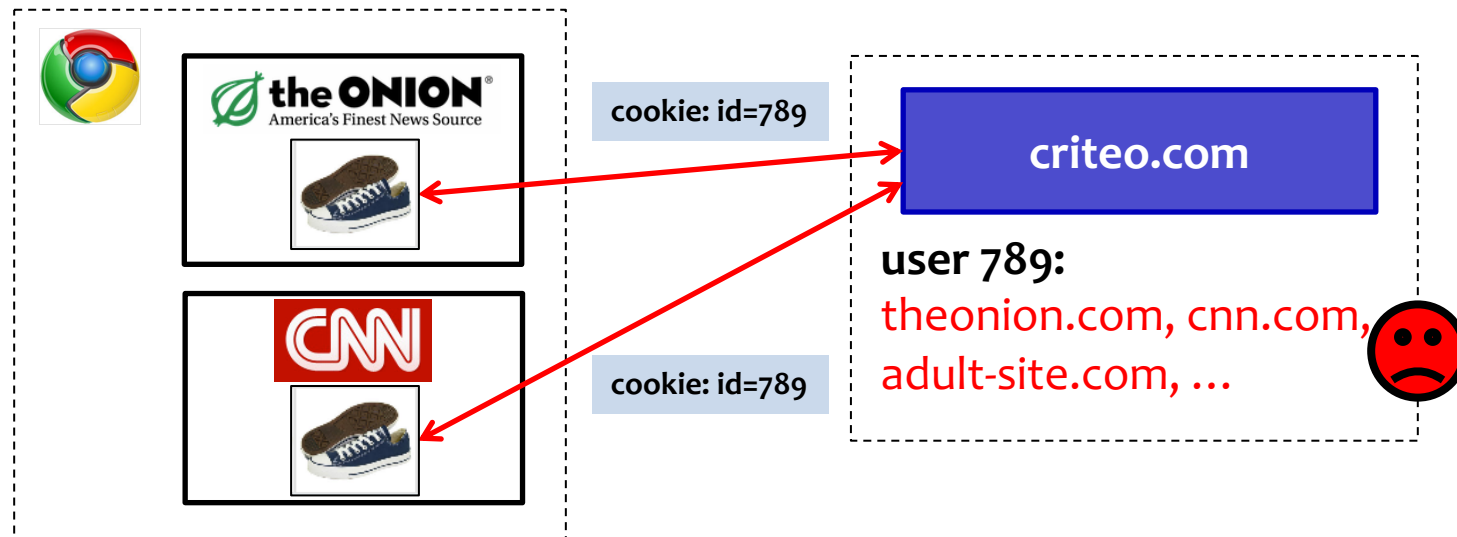 the ONION®
America's Finest News Source
CNN
cookie: id=789
cookie: id=789
criteo.com
user 789:
theonion.com, cnn.com,
adult-site.com, …